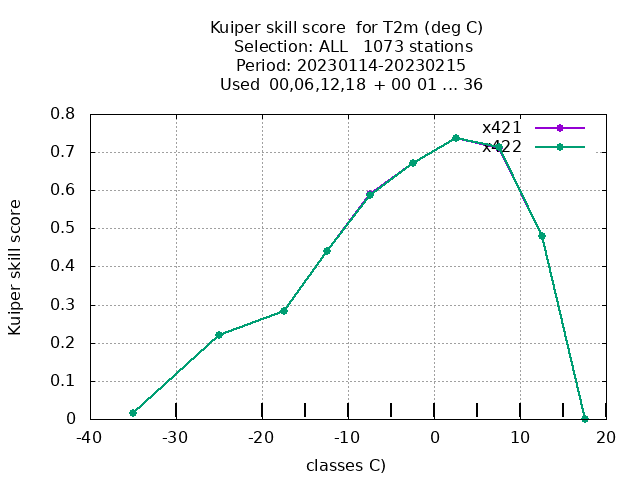 Kuiper skill score for T2m (deg C)
Selection: ALL 1073 stations
Period: 20230114-20230215
Used 00,06,12,18 + 00 01 ... 36
0.8
0.7
0.6
0.5
0.4
0.3
0.2
0.1
0
Kuiper skill score
x421
x422
-40 -30 -20 -10 0 10 20
classes C)